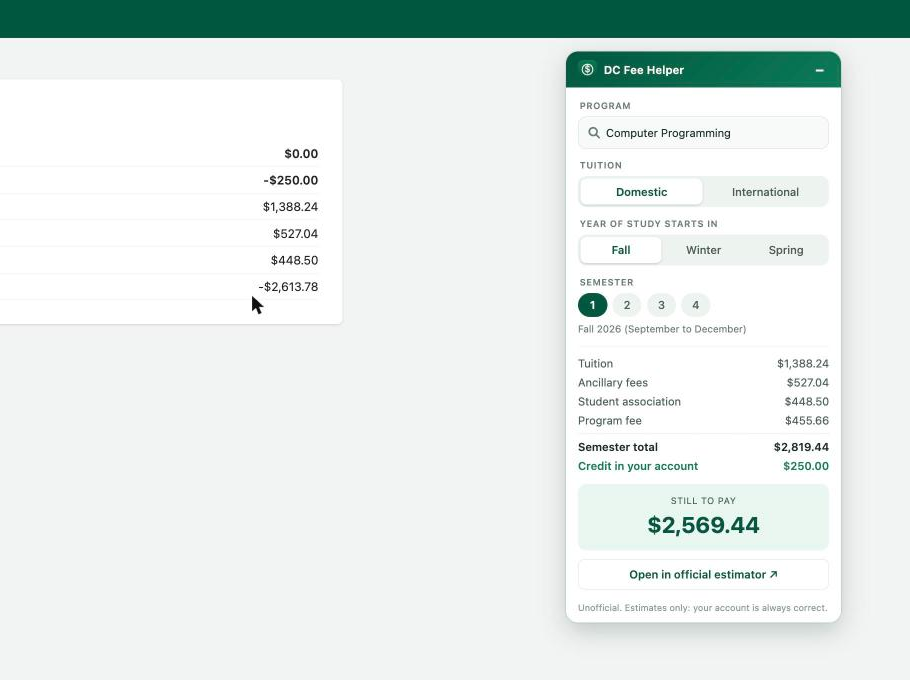 $0.00
-$250.00
$1,388.24
$527.04
$448.50
-$2,613.78
DC Fee Helper
PROGRAM
Computer Programming
TUITION
Domestic International
YEAR OF STUDY STARTS IN
Fall Winter Spring
SEMESTER
1 2 3 4
Fall 2026 (September to December)
Tuition $1,388.24
Ancillary fees $527.04
Student association $448.50
Program fee $455.66
Semester total $2,819.44
Credit in your account $250.00
STILL TO PAY
$2,569.44
Open in official estimator ↗
Unofficial. Estimates only: your account is always correct.